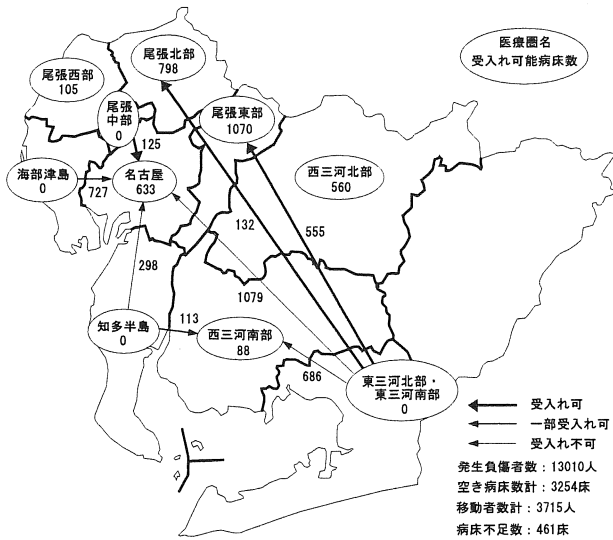 尾張北部
798
医療圏名
受入れ可能病床数
尾張西部
105
尾張
中部
0
尾張東部
1070
125
海部津島
0
727
名古屋
633
西三河北部
560
132
555
298
1079
113
知多半島
0
西三河南部
88
686
東三河北部・
東三河南部
0
受入れ可
一部受入れ可
受入れ不可
発生負傷者数：13010人
空き病床数計：3254床
移動者数計：3715人
病床不足数：461床